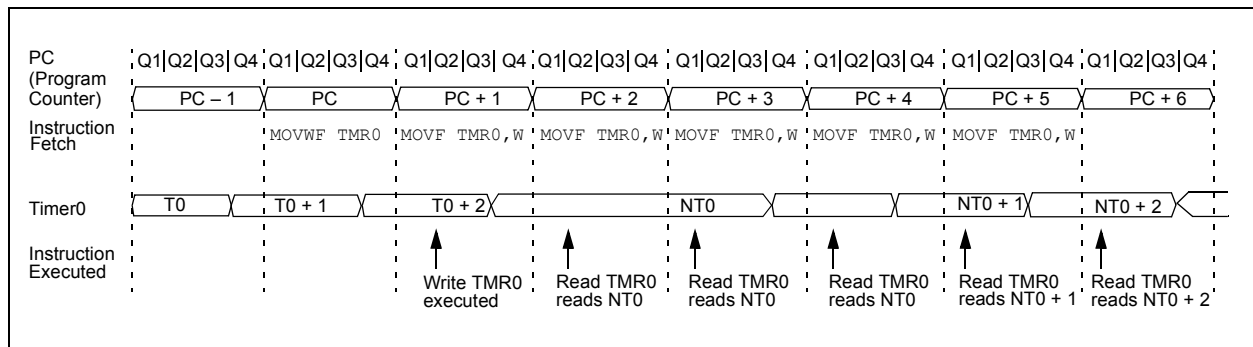 PC
(Program
Counter)
Q1|Q2|Q3|Q4 Q1|Q2|Q3|Q4 Q1|Q2|Q3|Q4 Q1|Q2|Q3|Q4 Q1|Q2|Q3|Q4 Q1|Q2|Q3|Q4 Q1|Q2|Q3|Q4 Q1|Q2|Q3|Q4
PC – 1 PC PC + 1 PC + 2 PC + 3 PC + 4 PC + 5 PC + 6
Instruction
Fetch
MOVWF TMR0 MOVF TMR0,W MOVF TMR0,W MOVF TMR0,W MOVF TMR0,W MOVF TMR0,W
Timer0
T0 T0 + 1 T0 + 2 NT0 NT0 + 1 NT0 + 2
Instruction
Executed
Write TMR0
executed
Read TMR0
reads NT0
Read TMR0
reads NT0
Read TMR0
reads NT0
Read TMR0
reads NT0 + 1
Read TMR0
reads NT0 + 2